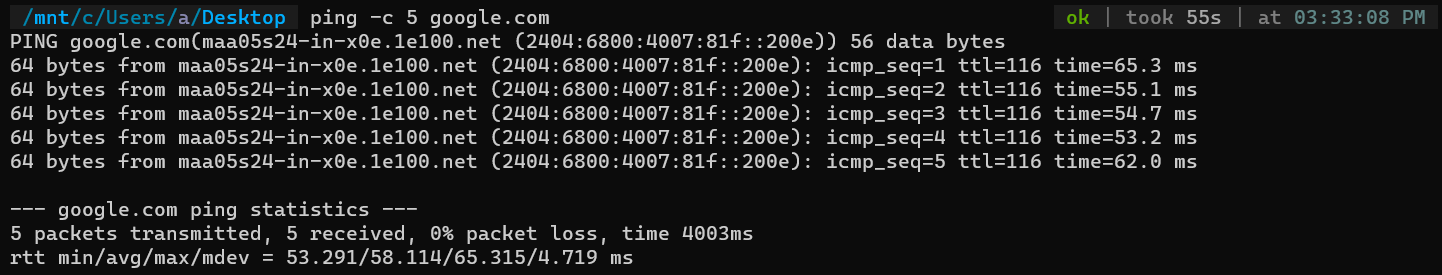 /mnt/c/Users/a/Desktop ping -c 5 google.com ok | took 55s | at 03:33:08 PM
PING google.com(maa05s24-in-x0e.1e100.net (2404:6800:4007:81f::200e)) 56 data bytes
64 bytes from maa05s24-in-x0e.1e100.net (2404:6800:4007:81f::200e): icmp_seq=1 ttl=116 time=65.3 ms
64 bytes from maa05s24-in-x0e.1e100.net (2404:6800:4007:81f::200e): icmp_seq=2 ttl=116 time=55.1 ms
64 bytes from maa05s24-in-x0e.1e100.net (2404:6800:4007:81f::200e): icmp_seq=3 ttl=116 time=54.7 ms
64 bytes from maa05s24-in-x0e.1e100.net (2404:6800:4007:81f::200e): icmp_seq=4 ttl=116 time=53.2 ms
64 bytes from maa05s24-in-x0e.1e100.net (2404:6800:4007:81f::200e): icmp_seq=5 ttl=116 time=62.0 ms
--- google.com ping statistics ---
5 packets transmitted, 5 received, 0% packet loss, time 4003ms
rtt min/avg/max/mdev = 53.291/58.114/65.315/4.719 ms